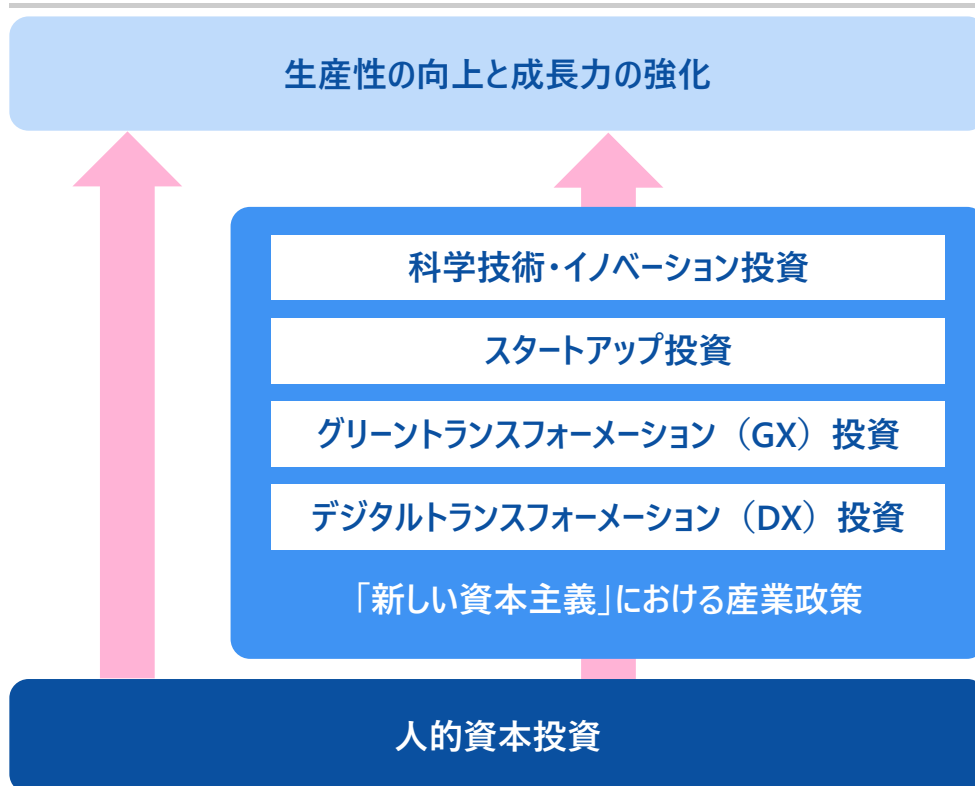 生産性の向上と成長力の強化
科学技術・イノベーション投資
スタートアップ投資
グリーントランスフォーメーション（GX）投資
デジタルトランスフォーメーション（DX）投資
「新しい資本主義」における産業政策
人的資本投資